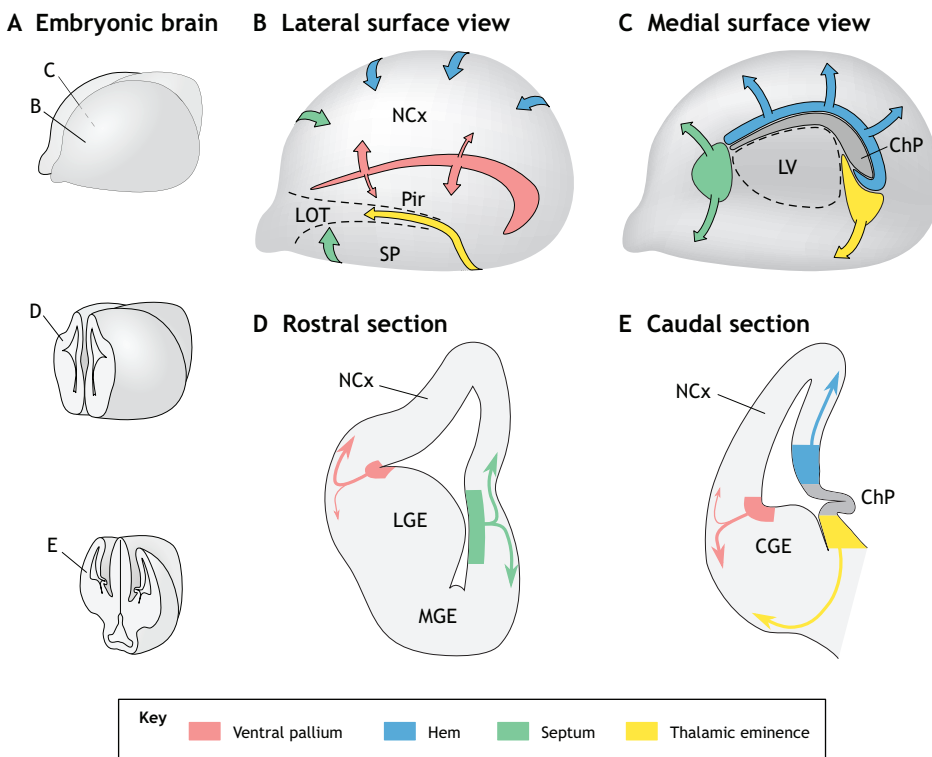 A Embryonic brain
C
B
D
E
B Lateral surface view
NCx
Pir
LOT
SP
C Medial surface view
ChP
LV
D Rostral section
NCx
LGE
MGE
E Caudal section
NCx
ChP
CGE
Key
Ventral pallium
Hem
Septum
Thalamic eminence